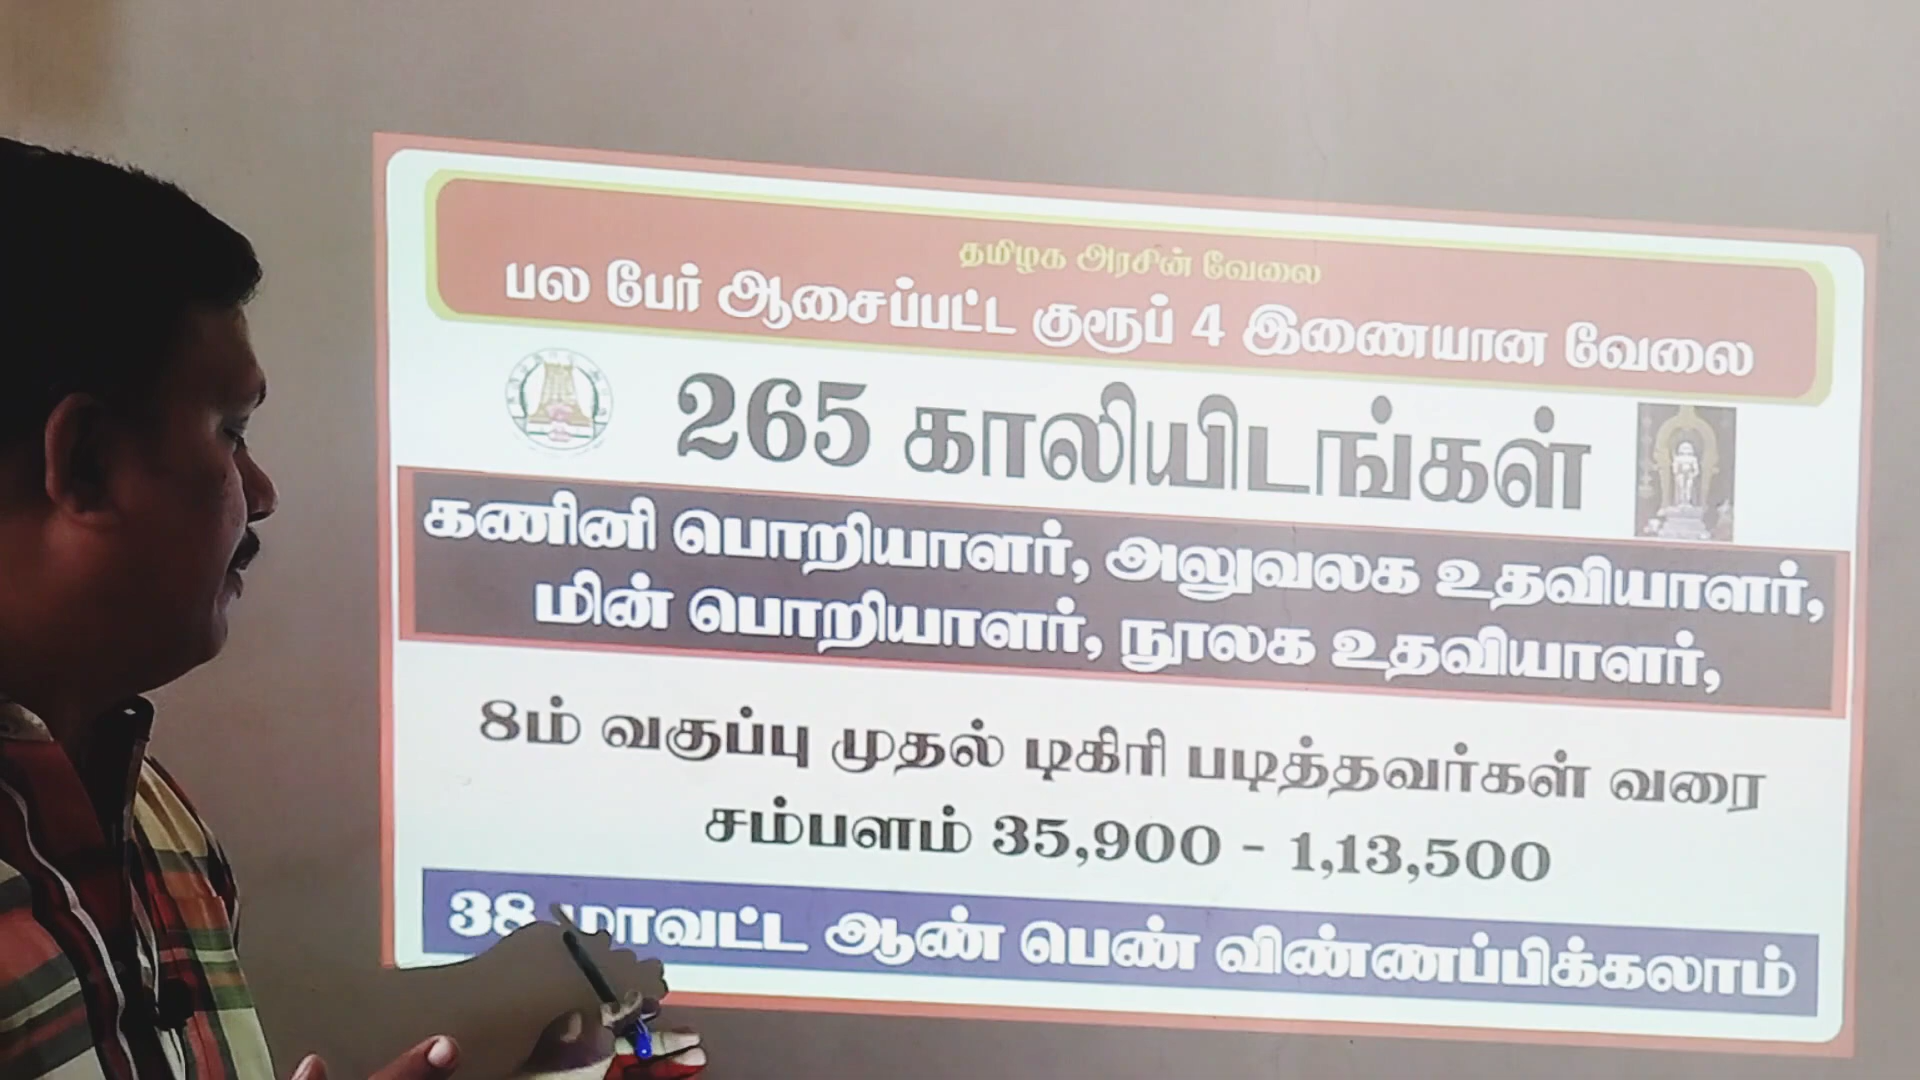 தமிழக அரசின் வேலை
பல பேர் ஆசைப்பட்ட குரூப் 4 இணையான வேலை
265 காலியிடங்கள்
கணினி பொறியாளர், அலுவலக உதவியாளர்,
மின் பொறியாளர், நூலக உதவியாளர்,
8ம் வகுப்பு முதல் டிகிரி படித்தவர்கள் வரை
சம்பளம் 35,900 - 1,13,500
38 மாவட்ட ஆண் பெண் விண்ணப்பிக்கலாம்